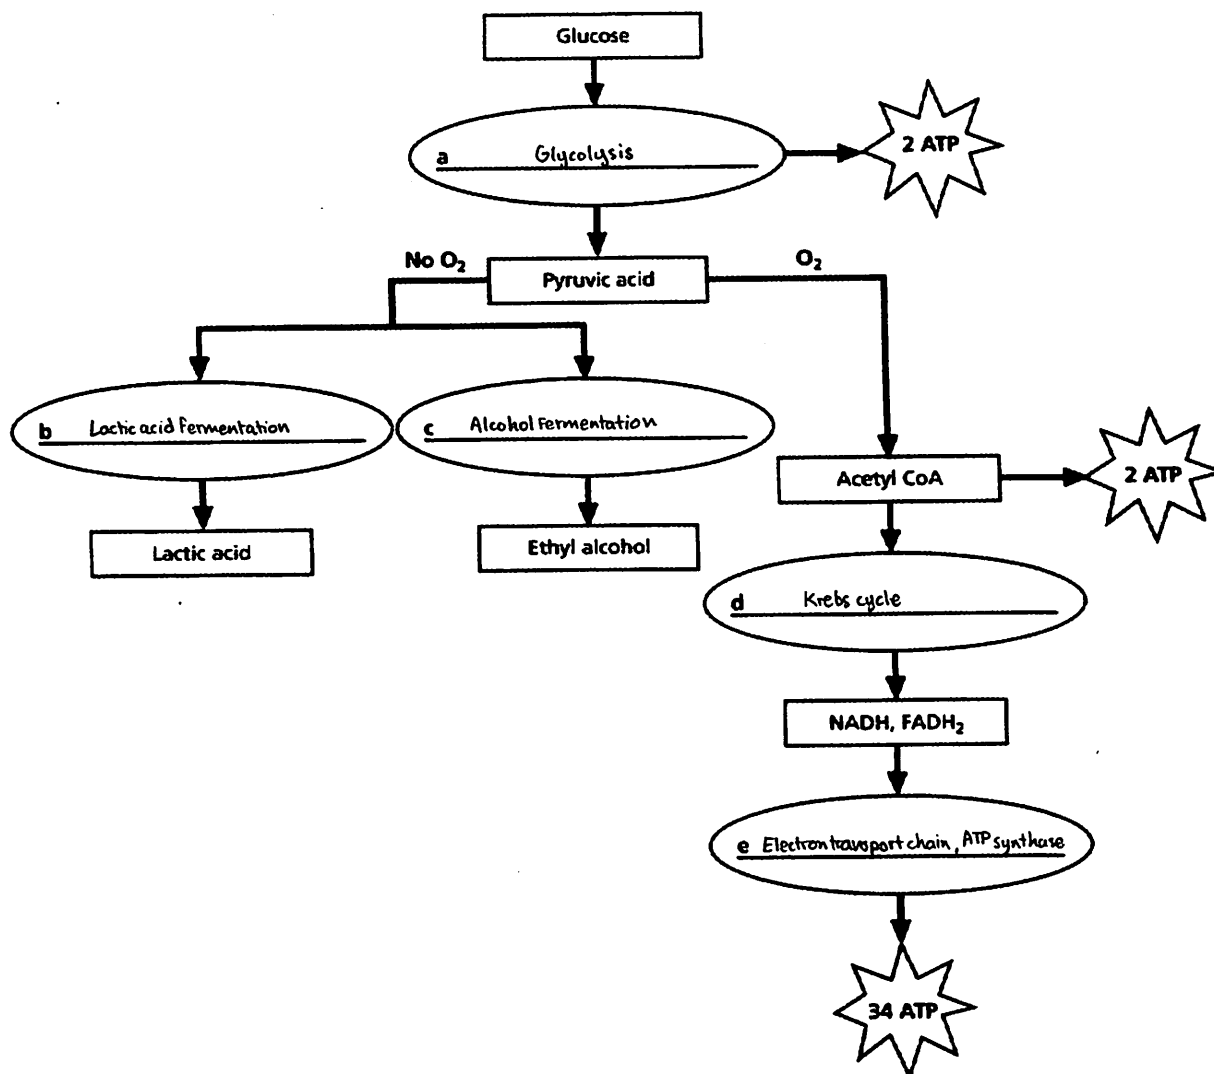 Glucose
a Glycolysis
2 ATP
No O₂
Pyruvic acid
O₂
b Lactic acid fermentation
c Alcohol fermentation
Acetyl CoA
2 ATP
Lactic acid
Ethyl alcohol
d Krebs cycle
NADH, FADH₂
e Electron transport chain, ATP synthase
34 ATP